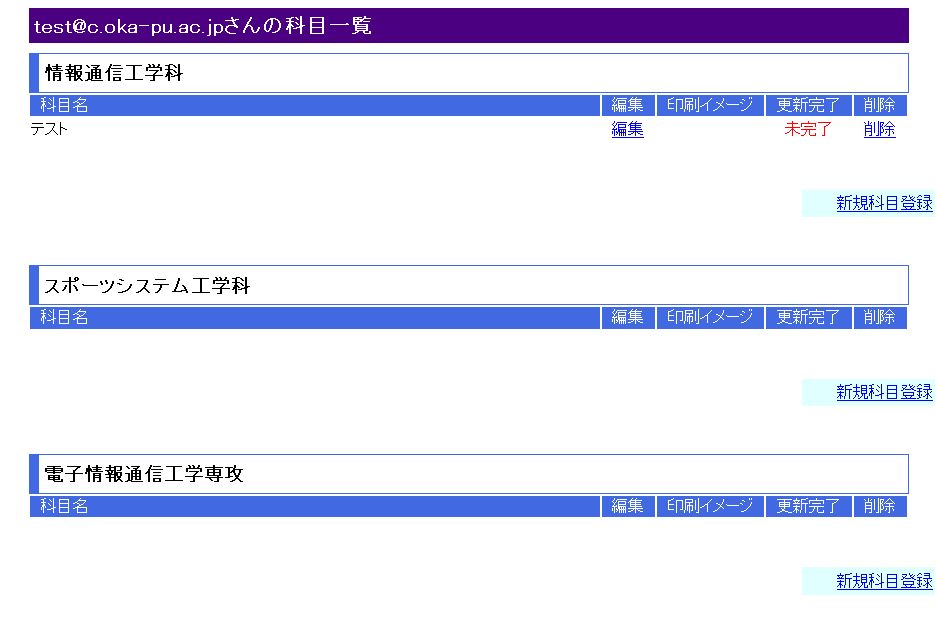 test@c.oka-pu.ac.jpさんの科目一覧
情報通信工学科
科目名 編集 印刷イメージ 更新完了 削除
テスト 編集 未完了 削除
新規科目登録
スポーツシステム工学科
科目名 編集 印刷イメージ 更新完了 削除
新規科目登録
電子情報通信工学専攻
科目名 編集 印刷イメージ 更新完了 削除
新規科目登録